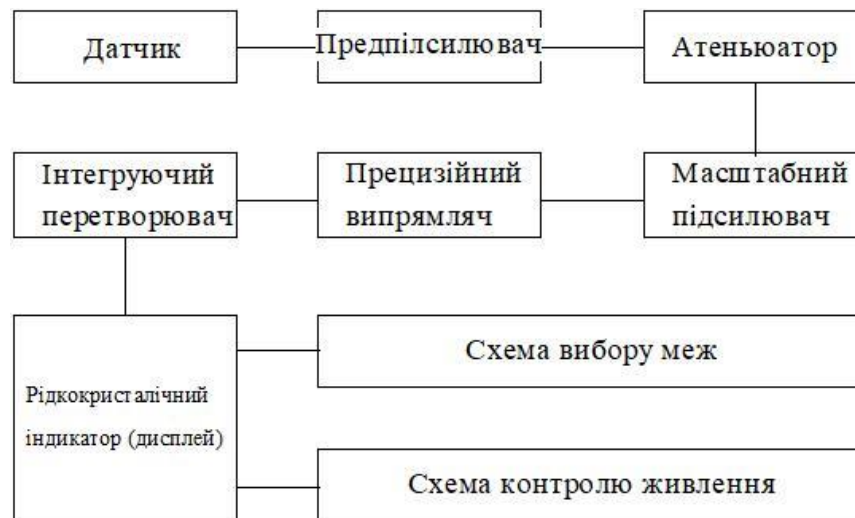 Датчик
Предпілсилювач
Атеньюатор
Інтегруючий
перетворювач
Прецизійний
випрямляч
Масштабний
підсилювач
Рідкокристалічний
індикатор (дисплей)
Схема вибору меж
Схема контролю живлення